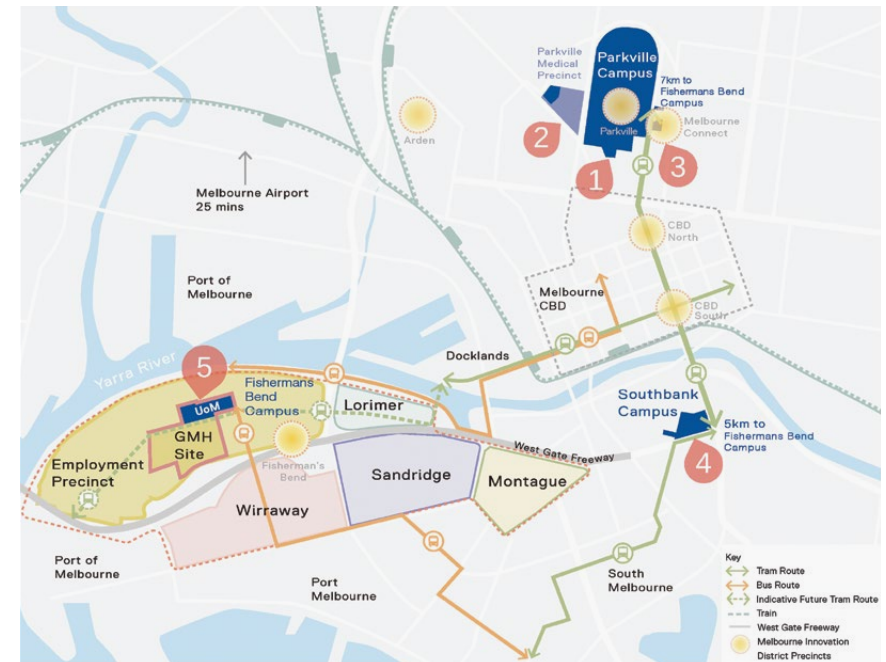 Parkville
Medical
Precinct
Parkville
Campus
7km to
Fishermans Bend
Campus
Parkville
Melbourne
Connect
Arden
2
1
3
Melbourne Airport
25 mins
CBD
North
Port of
Melbourne
Melbourne
CBD
CBD
South
Docklands
Yarra River
5
Fishermans
Bend
Campus
UoM
Lorimer
Southbank
Campus
5km to
Fishermans Bend
Campus
4
GMH
Site
West Gate Freeway
Employment
Precinct
Fisherman's
Bend
Sandridge
Montague
Wirraway
Port of
Melbourne
Port
Melbourne
South
Melbourne
Key
Tram Route
Bus Route
Indicative Future Tram Route
Train
West Gate Freeway
Melbourne Innovation
District Precincts